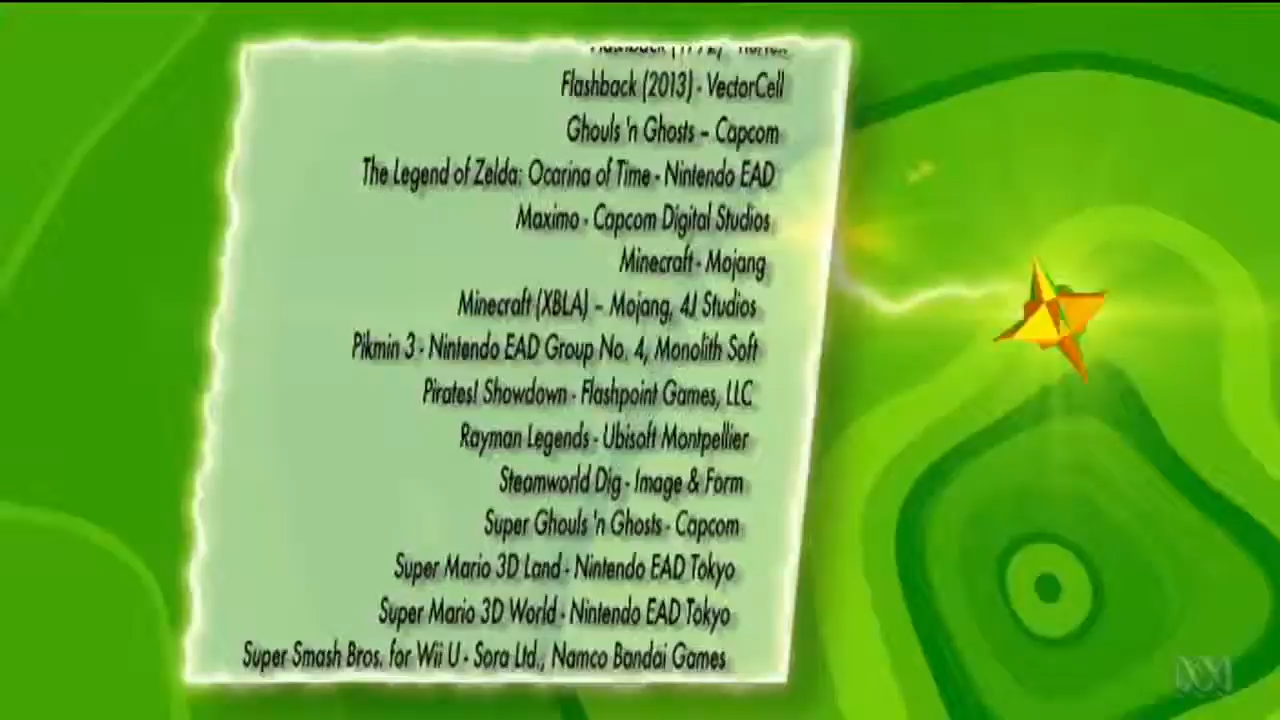 Flashback (2013) - VectorCell
Ghouls 'n Ghosts – Capcom
The Legend of Zelda: Ocarina of Time - Nintendo EAD
Maximo - Capcom Digital Studios
Minecraft - Mojang
Minecraft (XBLA) – Mojang, 4J Studios
Pikmin 3 - Nintendo EAD Group No. 4, Monolith Soft
Pirates! Showdown - Flashpoint Games, LLC
Rayman Legends - Ubisoft Montpellier
Steamworld Dig - Image & Form
Super Ghouls 'n Ghosts - Capcom
Super Mario 3D Land - Nintendo EAD Tokyo
Super Mario 3D World - Nintendo EAD Tokyo
Super Smash Bros. for Wii U - Sora Ltd., Namco Bandai Games